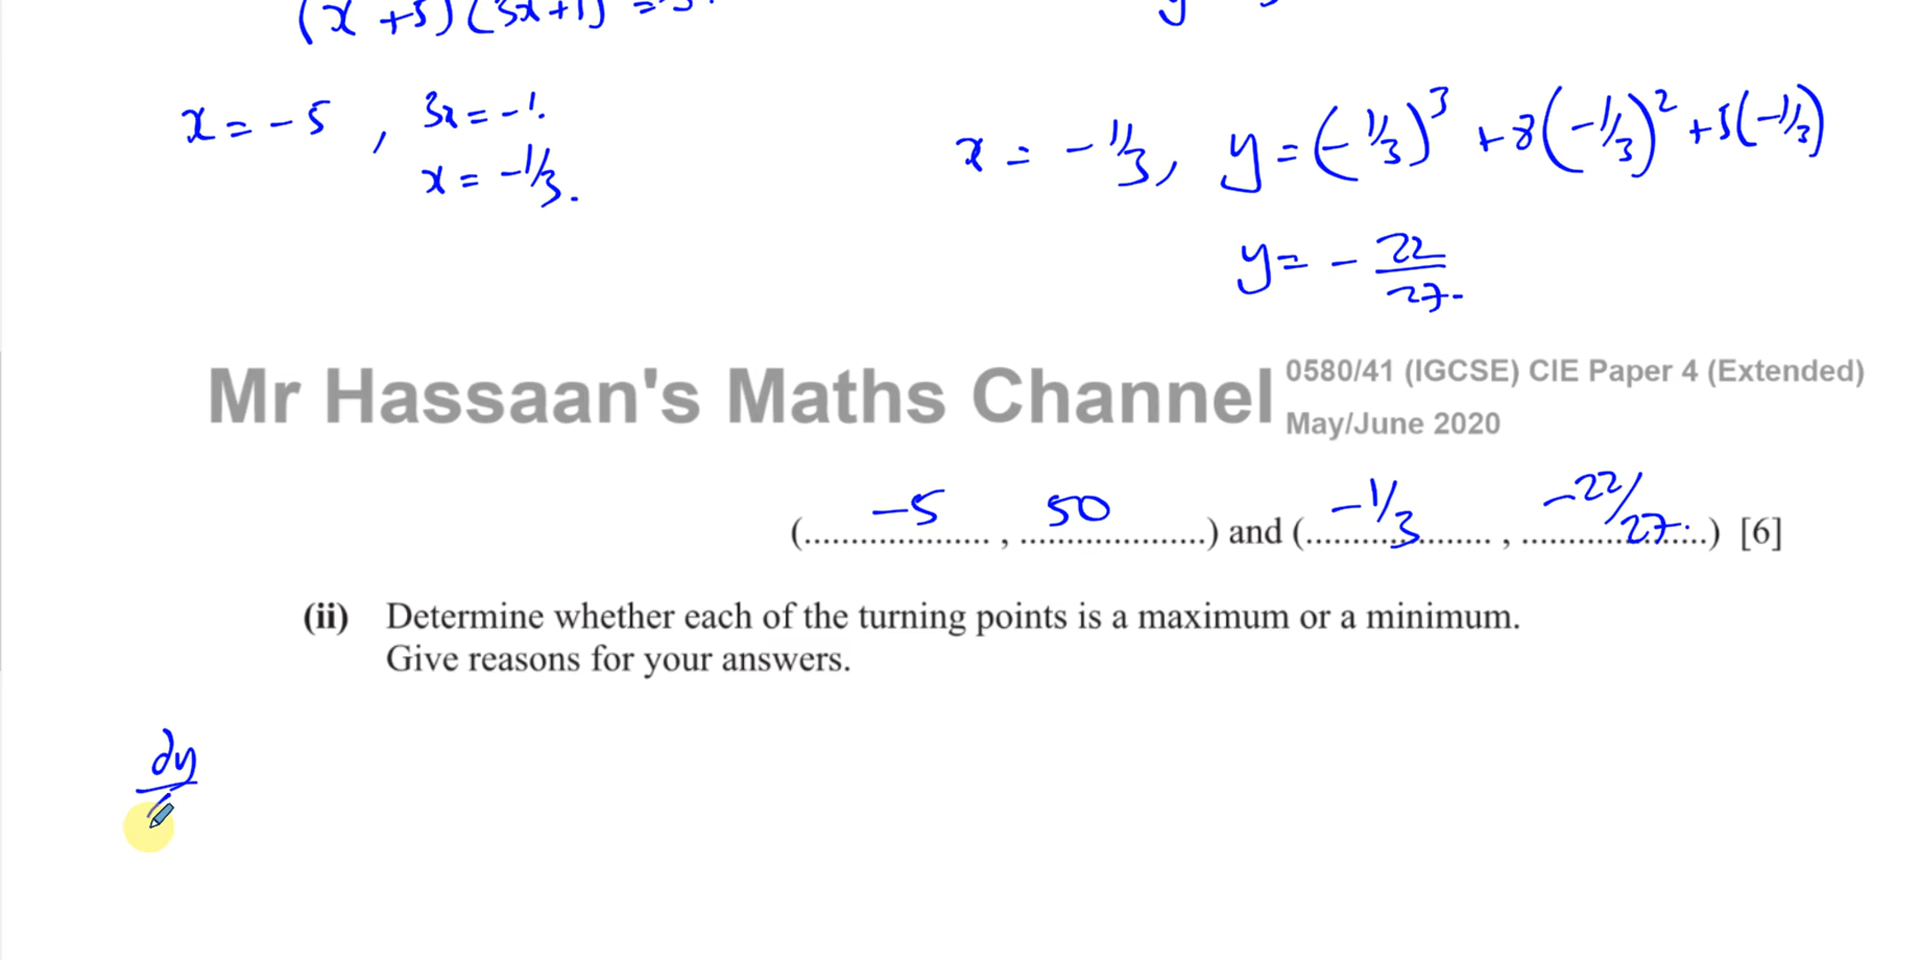 (x+5)(3x+1)=
x = -5 , 3x = -1.
x = -1/3.
x = -1/3, y = (-1/3)³ + 8(-1/3)² + 5(-1/3)
y = - 22/27.
Mr Hassaan's Maths Channel 0580/41 (IGCSE) CIE Paper 4 (Extended)
May/June 2020
(.................... -5 , .................... 50) and (.................... -1/3 , .................... -22/27.) [6]
(ii) Determine whether each of the turning points is a maximum or a minimum.
Give reasons for your answers.
dy